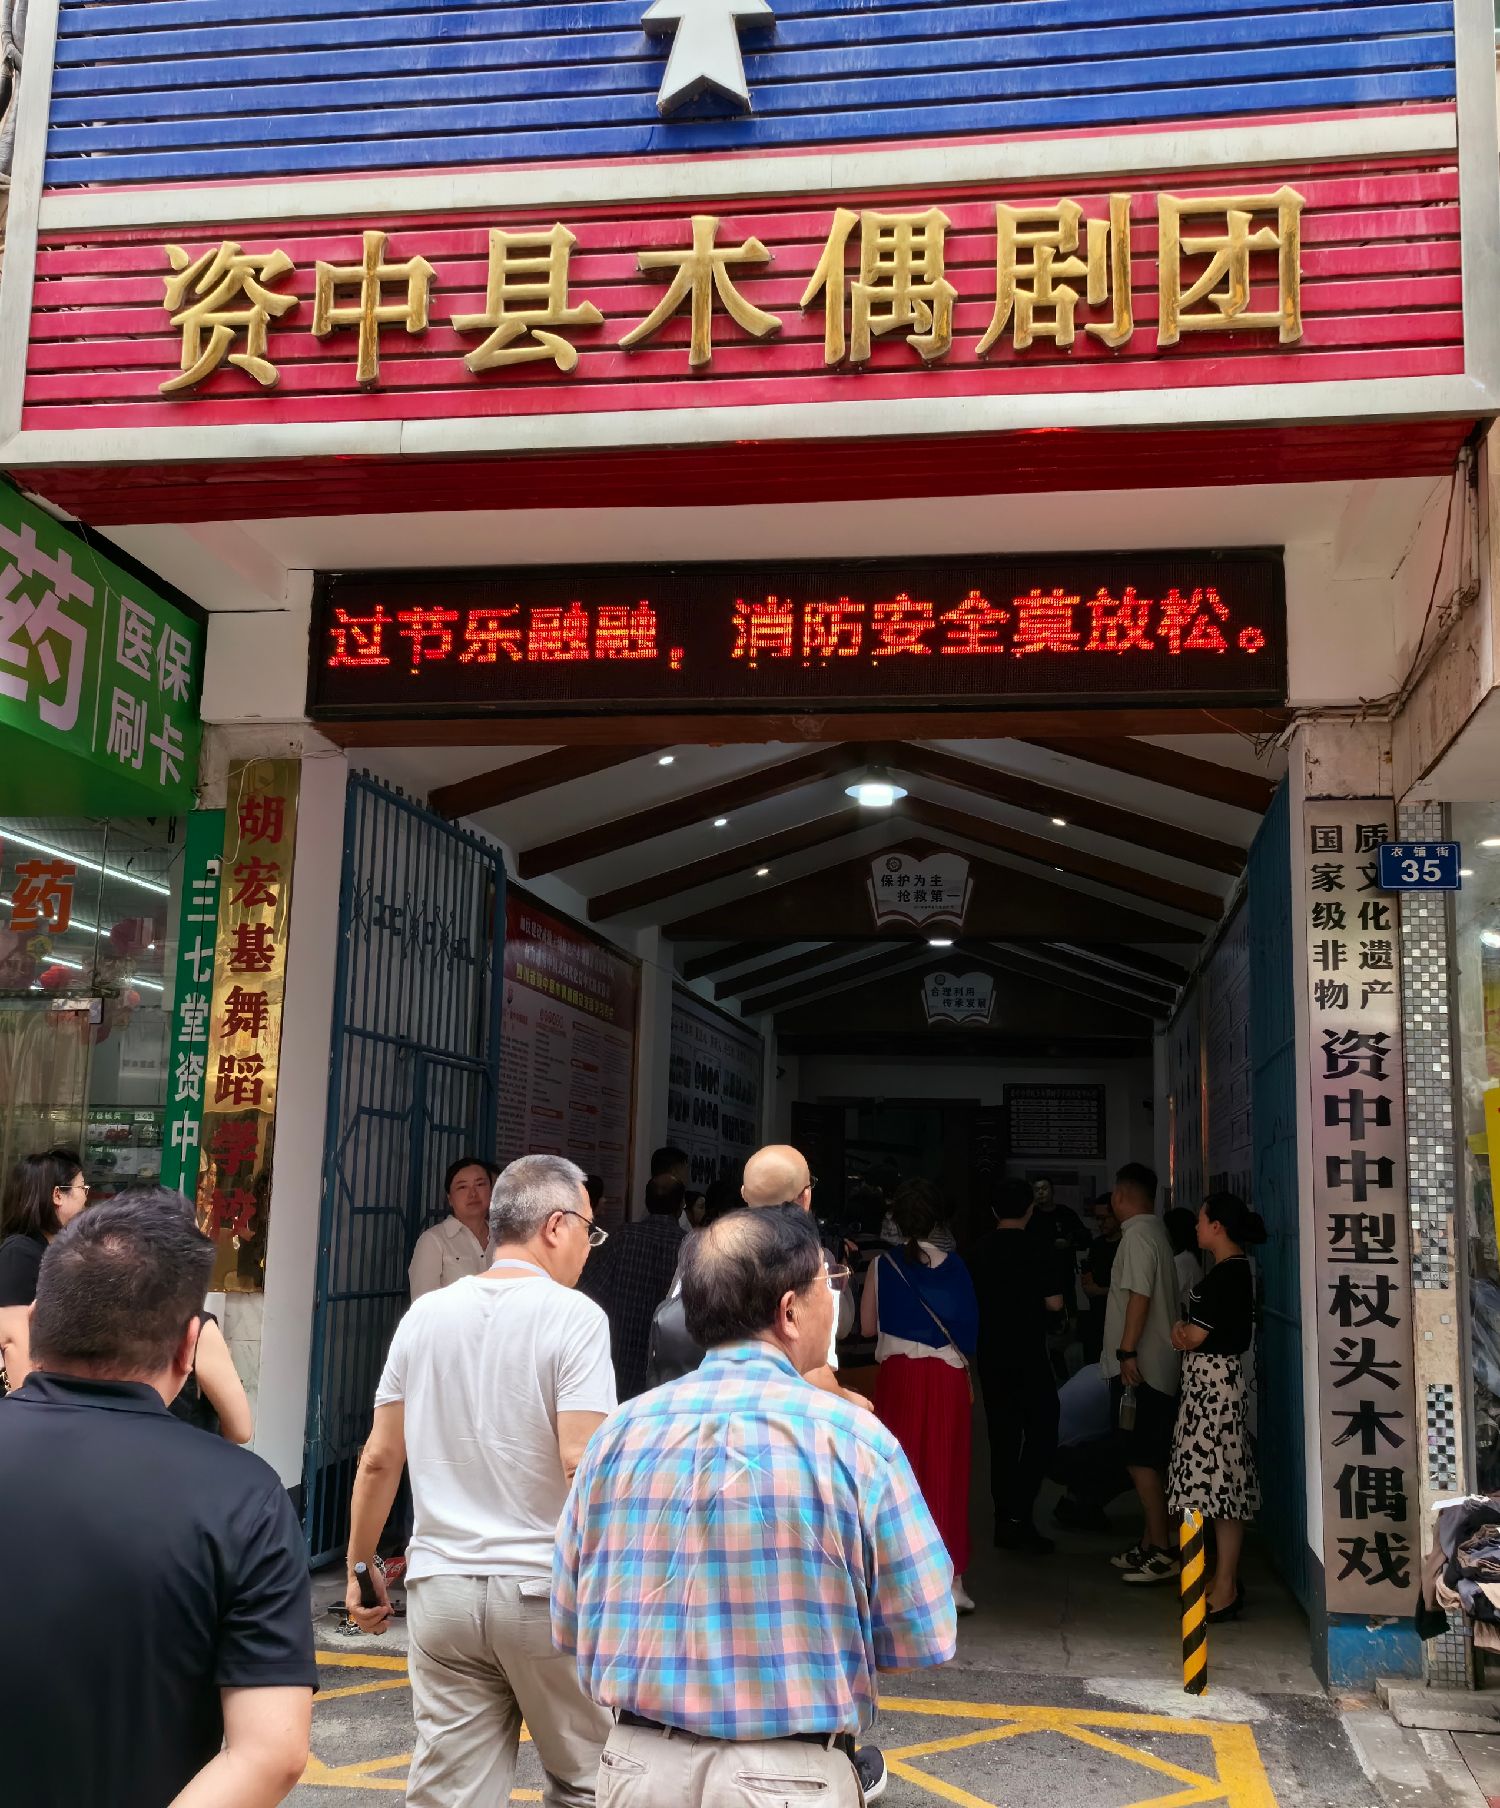 资中县木偶剧团
过节乐融融，消防安全莫放松。
药
医保
刷卡
药
三七堂资中
胡宏基舞蹈学校
保护为主
抢救第一
合理利用
传承发展
国家级非物
质文化遗产
资中中型杖头木偶戏
衣铺街
35